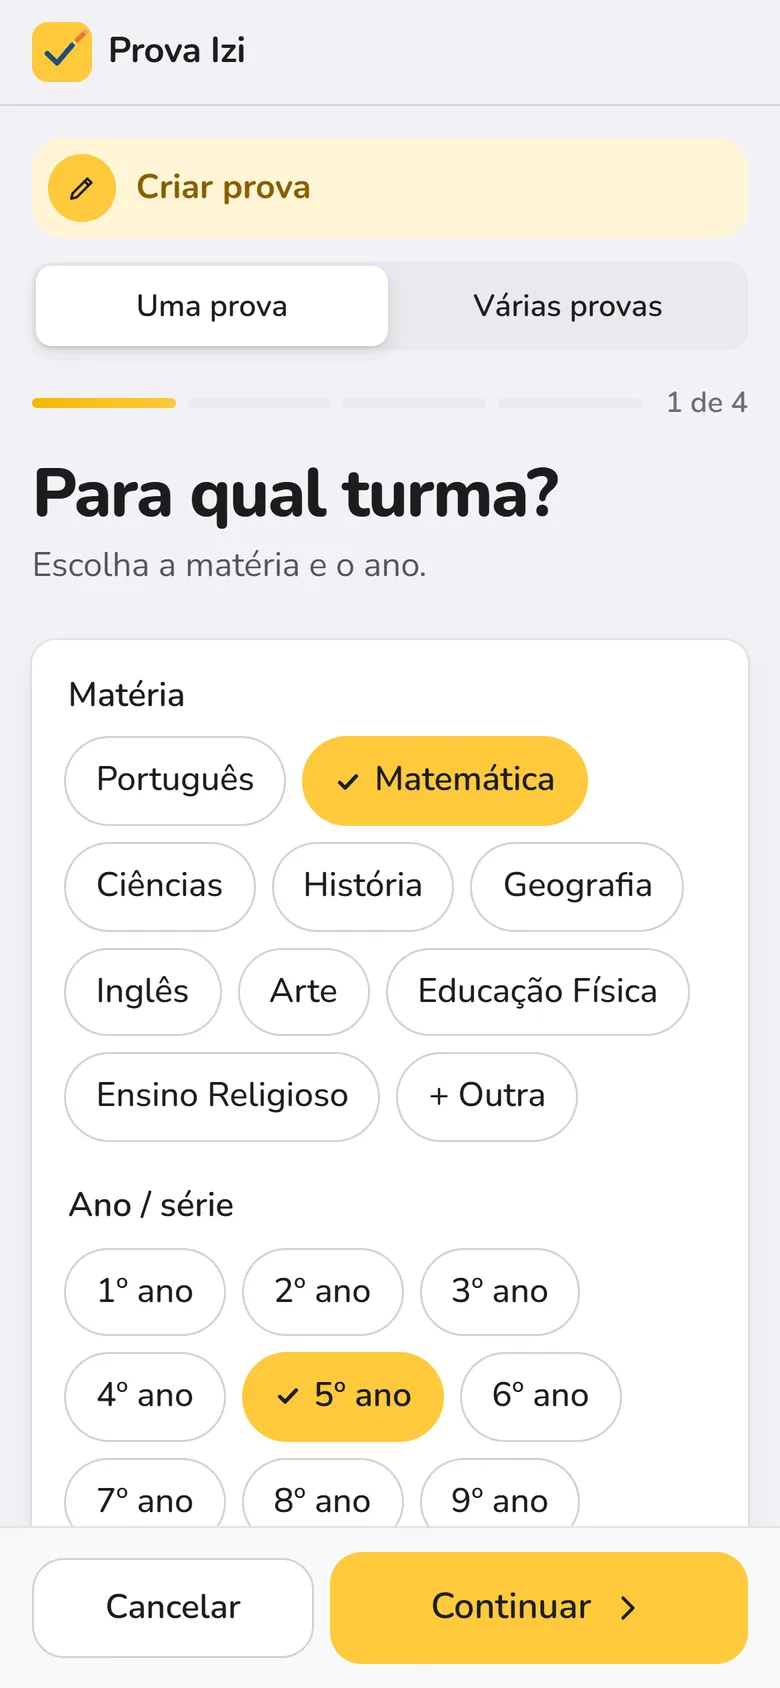 Prova Izi
Criar prova
Uma prova
Várias provas
1 de 4
Para qual turma?
Escolha a matéria e o ano.
Matéria
Português
Matemática
Ciências
História
Geografia
Inglês
Arte
Educação Física
Ensino Religioso
+ Outra
Ano / série
1º ano
2º ano
3º ano
4º ano
5º ano
6º ano
7º ano
8º ano
9º ano
Cancelar
Continuar